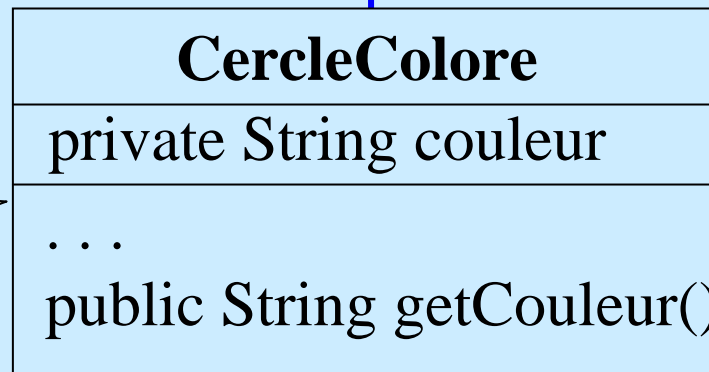 CercleColore
private String couleur
. . .
public String getCouleur()